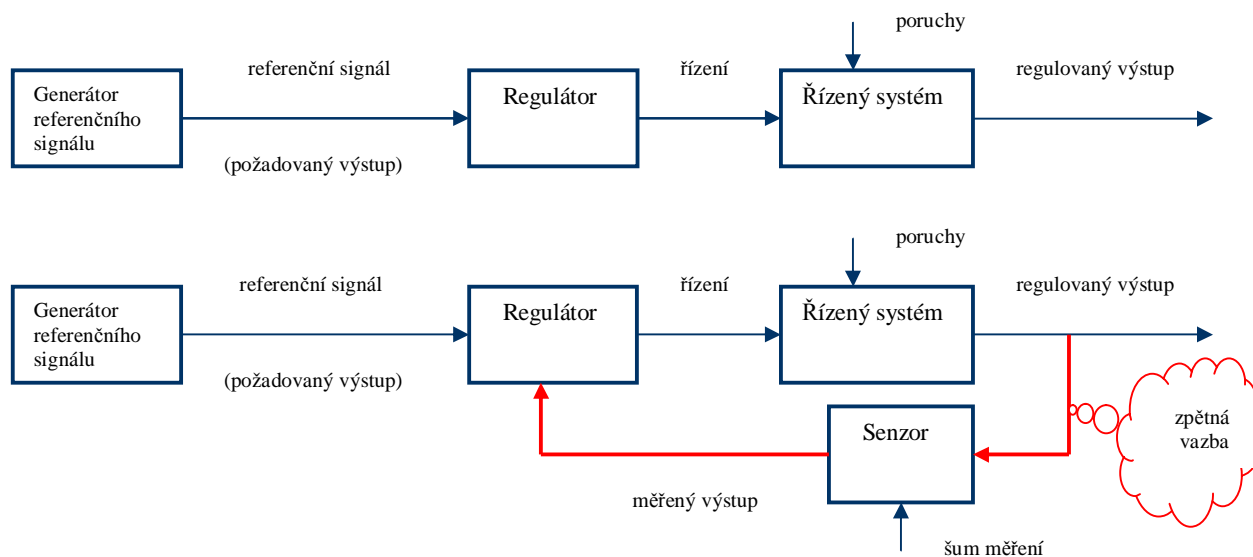 poruchy
referenční signál
řízení
regulovaný výstup
Generátor
referenčního
signálu
Regulátor
Řízený systém
(požadovaný výstup)
poruchy
referenční signál
řízení
regulovaný výstup
Generátor
referenčního
signálu
Regulátor
Řízený systém
(požadovaný výstup)
Senzor
zpětná
vazba
měřený výstup
šum měření